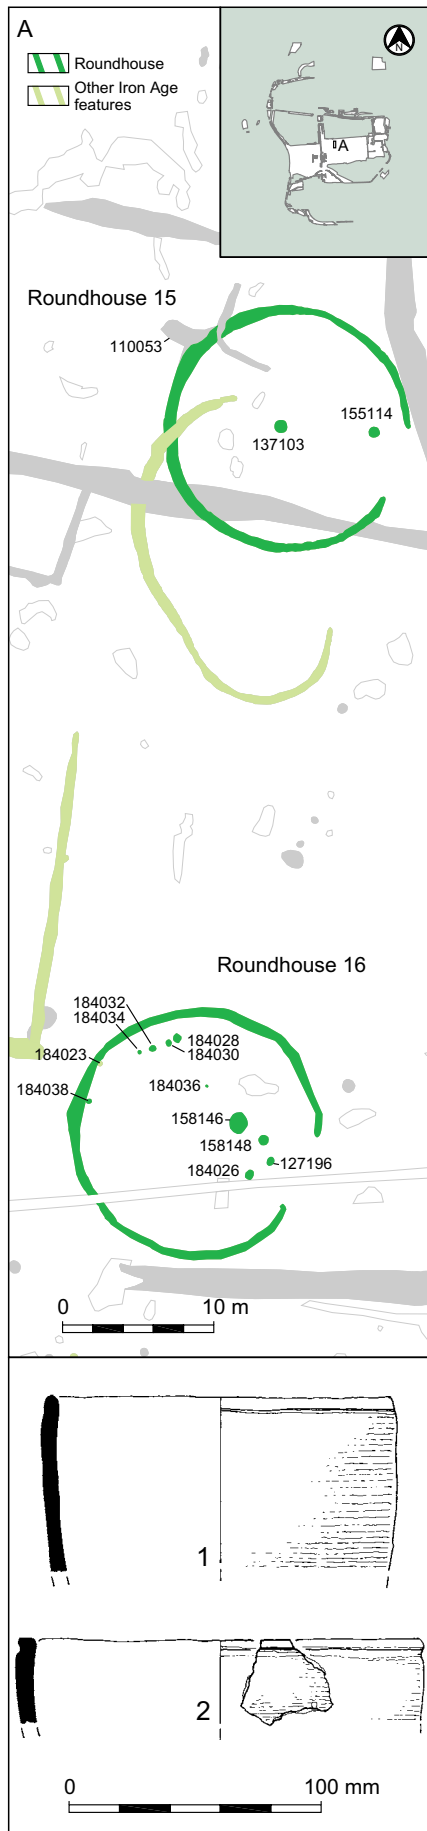 A
Roundhouse
Other Iron Age
features
N
A
Roundhouse 15
110053
155114
137103
Roundhouse 16
184032
184034
184028
184030
184023
184036
184038
158146
158148
127196
184026
0 10 m
1
2
0 100 mm